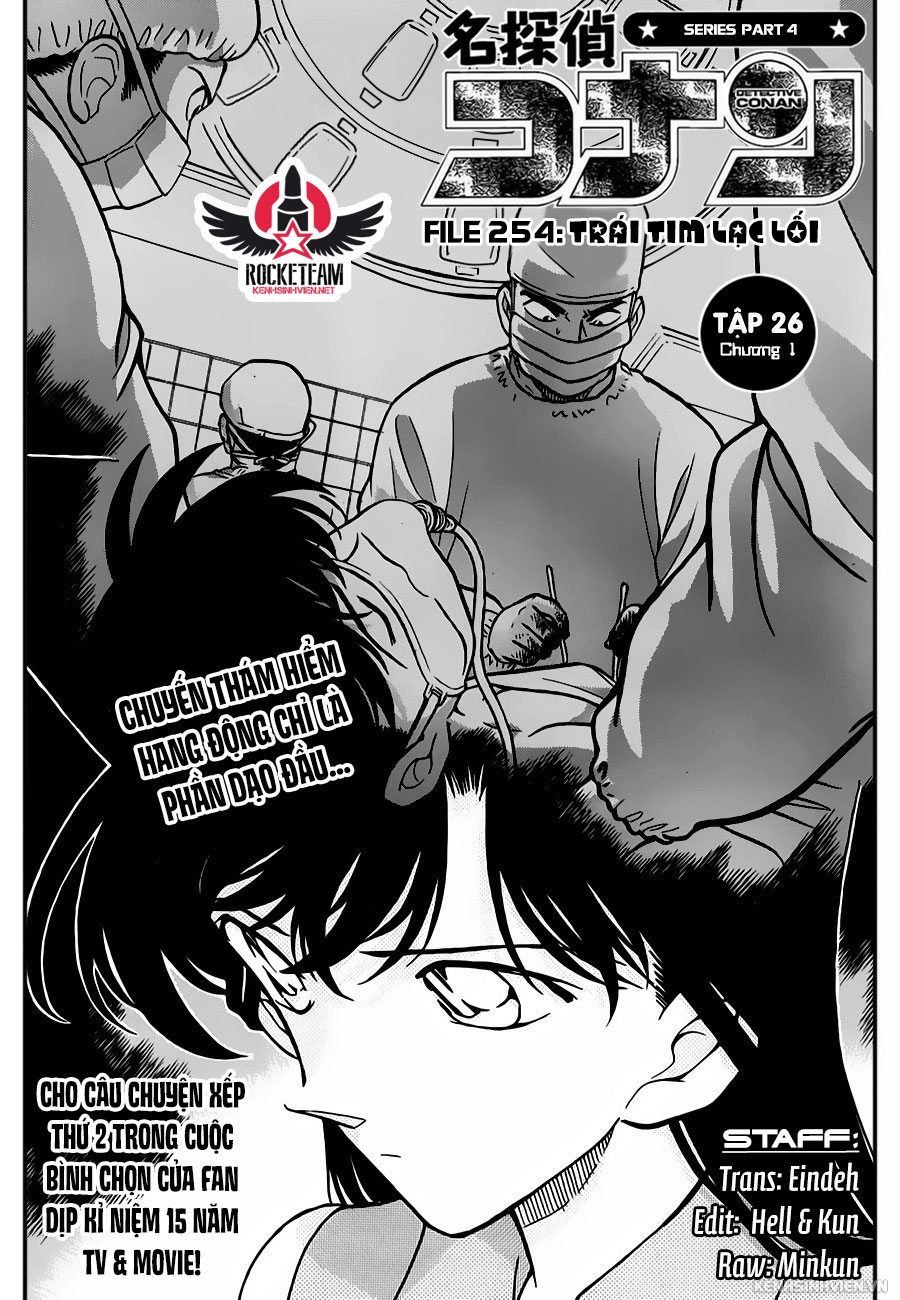 SERIES PART 4
名探偵
コナン
DETECTIVE
CONAN
FILE 254: TRÁI TIM LẠC LỐI
ROCKETEAM
KENHSINHVIEN.NET
TẬP 26
Chương 1
CHUYẾN THÁM HIỂM
HANG ĐỘNG CHỈ LÀ
PHẦN DẠO ĐẦU...
CHO CÂU CHUYỆN XẾP
THỨ 2 TRONG CUỘC
BÌNH CHỌN CỦA FAN
DỊP KỈ NIỆM 15 NĂM
TV & MOVIE!
STAFF:
Trans: Eindeh
Edit: Hell & Kun
Raw: Minkun
KENHSINHVIEN.VN